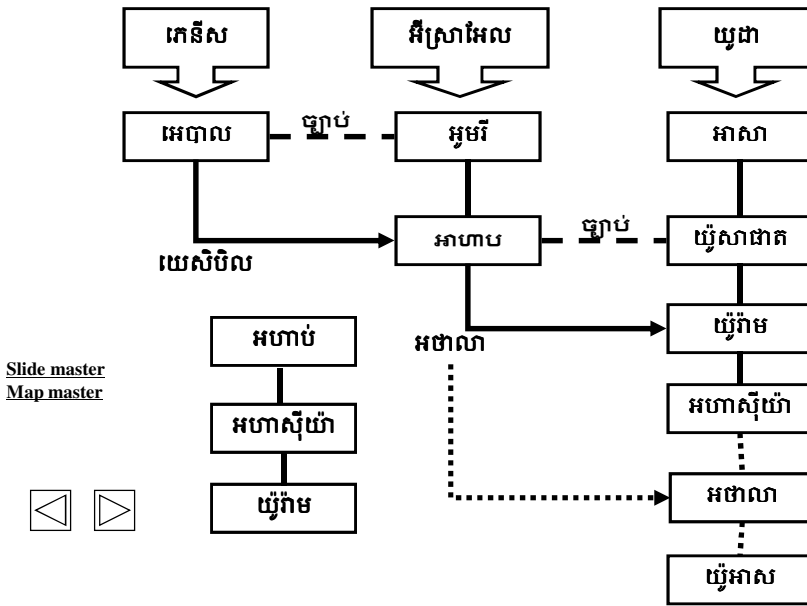 ភេនីស
អ៊ីស្រាអែល
យូដា
អេបាល
ច្បាប់
អូមរី
អាសា
អាហាប
ច្បាប់
យ៉ូសាផាត
យេសិបិល
យ៉ូរ៉ាម
អហាប់
អថាលា
Slide master
Map master
អហាស៊ីយ៉ា
អហាស៊ីយ៉ា
យ៉ូរ៉ាម
អថាលា
យ៉ូអាស